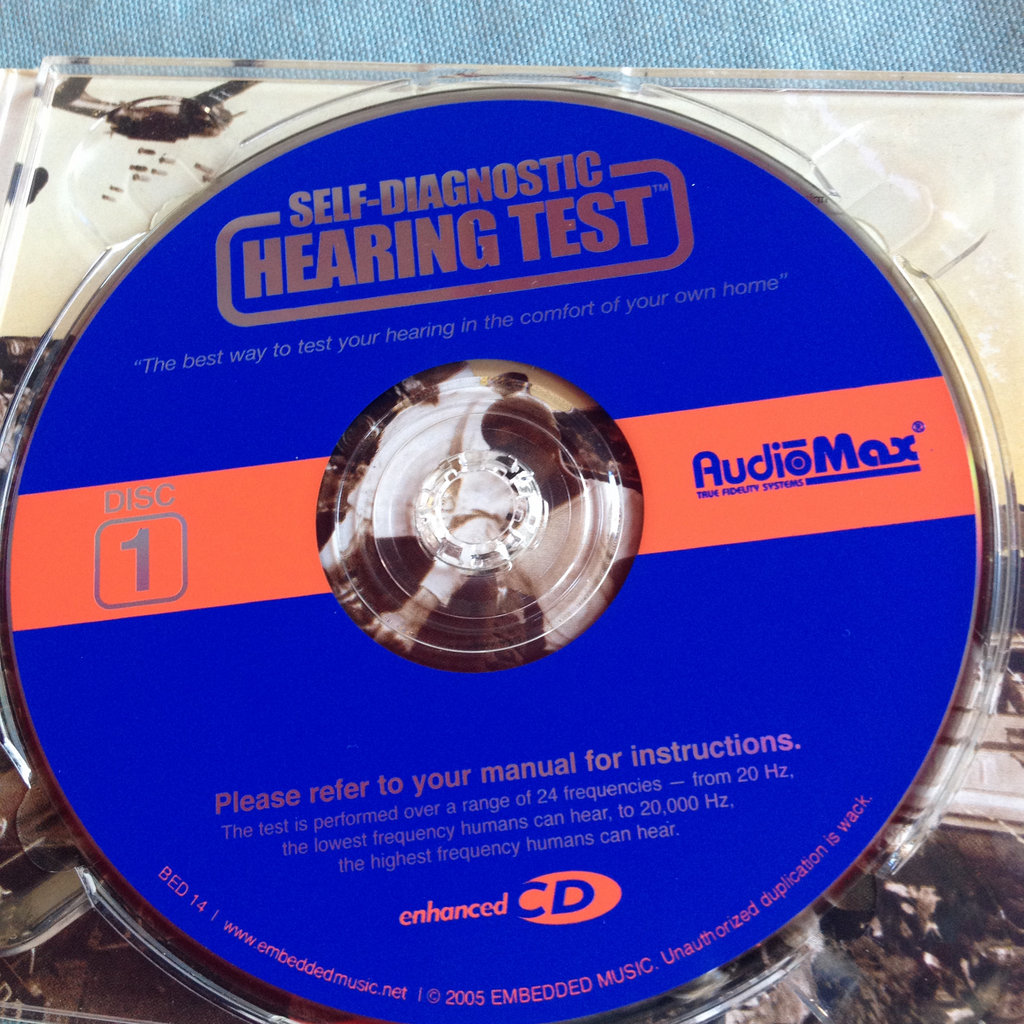 SELF-DIAGNOSTIC
HEARING TEST™
“The best way to test your hearing in the comfort of your own home”
AudioMax®
TRUE FIDELITY SYSTEMS
DISC
1
Please refer to your manual for instructions.
The test is performed over a range of 24 frequencies — from 20 Hz,
the lowest frequency humans can hear, to 20,000 Hz,
the highest frequency humans can hear.
enhanced CD
BED 14 | www.embeddedmusic.net | © 2005 EMBEDDED MUSIC. Unauthorized duplication is wack.